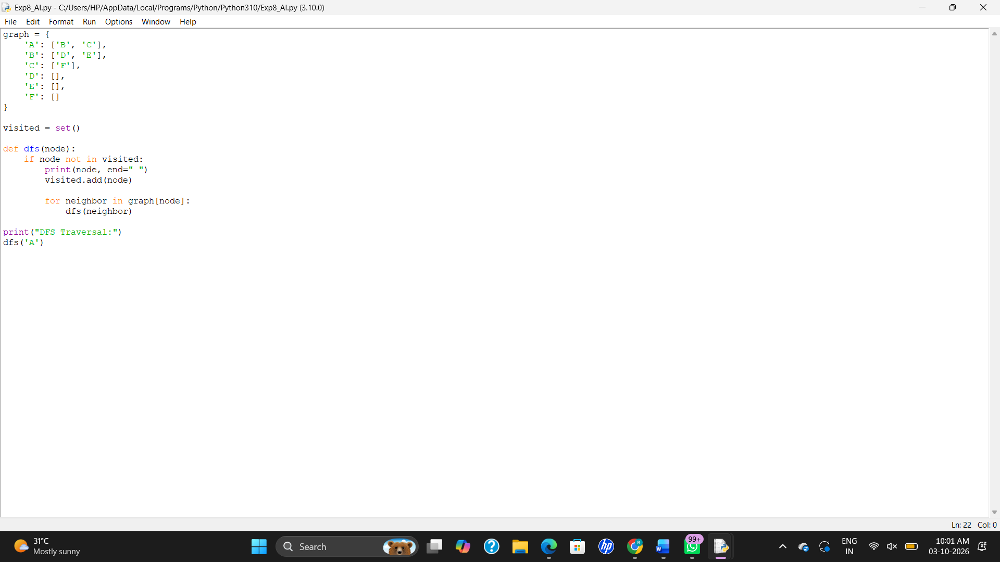 Exp8_AI.py - C:/Users/HP/AppData/Local/Programs/Python/Python310/Exp8_AI.py (3.10.0)
File Edit Format Run Options Window Help
graph = {
    'A': ['B', 'C'],
    'B': ['D', 'E'],
    'C': ['F'],
    'D': [],
    'E': [],
    'F': []
}
visited = set()
def dfs(node):
    if node not in visited:
        print(node, end=" ")
        visited.add(node)
        for neighbor in graph[node]:
            dfs(neighbor)
print("DFS Traversal:")
dfs('A')
Ln: 22 Col: 0
31°C
Mostly sunny
Search
hp
R
W
99+
ENG
IN
10:01 AM
03-10-2026